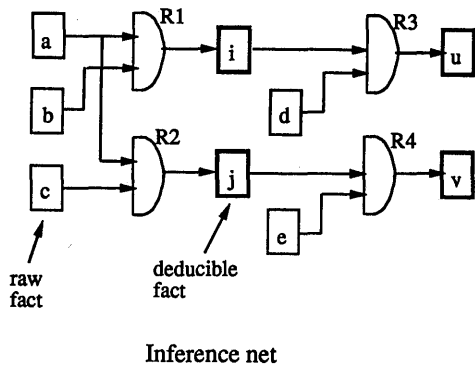 R1
R3
a
i
u
b
d
R2
R4
c
j
v
e
raw
fact
deducible
fact
Inference net